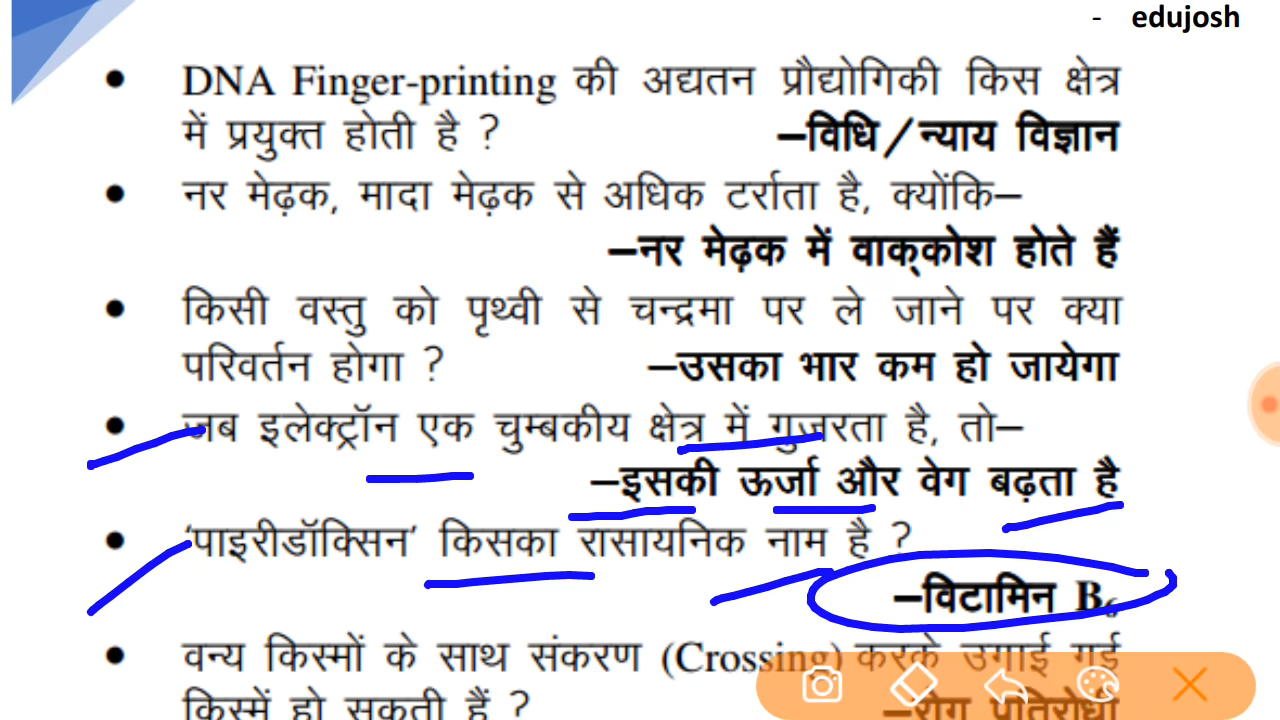 - edujosh
• DNA Finger-printing की अद्यतन प्रौद्योगिकी किस क्षेत्र
में प्रयुक्त होती है ? –विधि/न्याय विज्ञान
• नर मेढ़क, मादा मेढ़क से अधिक टर्राता है, क्योंकि–
–नर मेढ़क में वाक्कोश होते हैं
• किसी वस्तु को पृथ्वी से चन्द्रमा पर ले जाने पर क्या
परिवर्तन होगा ? –उसका भार कम हो जायेगा
• जब इलेक्ट्रॉन एक चुम्बकीय क्षेत्र में गुजरता है, तो–
–इसकी ऊर्जा और वेग बढ़ता है
• ‘पाइरीडॉक्सिन’ किसका रासायनिक नाम है ?
–विटामिन B₆
• वन्य किस्मों के साथ संकरण (Crossing) करके उगाई गई
किस्में हो सकती हैं ? –रोग प्रतिरोधी